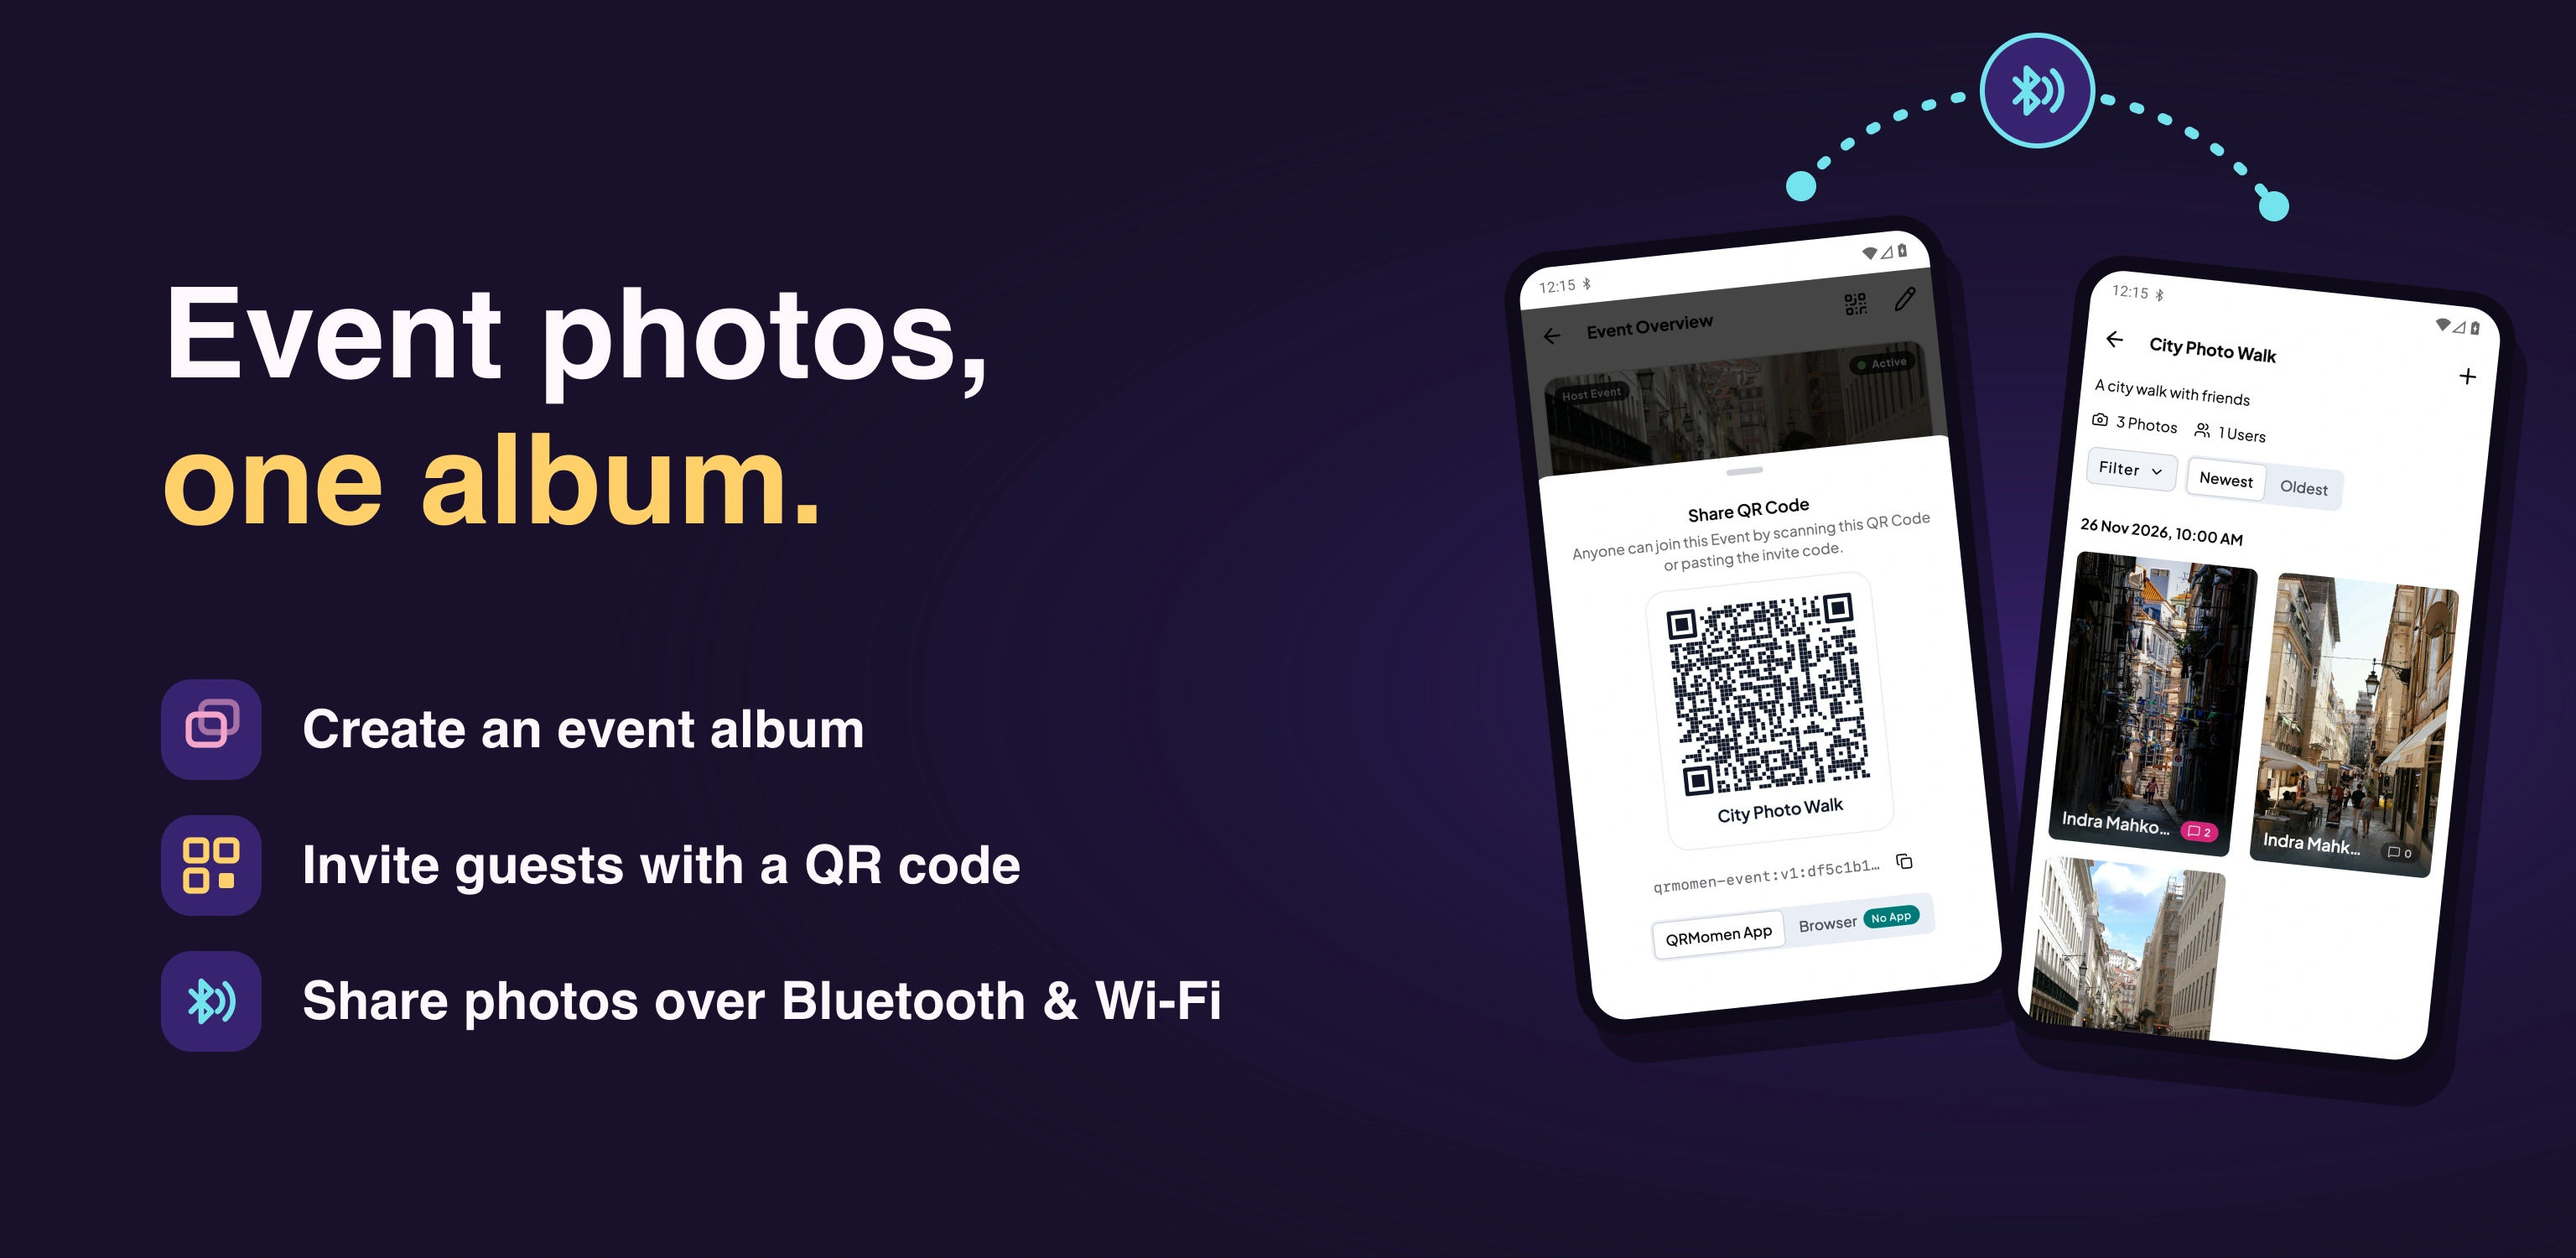 Event photos,
one album.
Create an event album
Invite guests with a QR code
Share photos over Bluetooth & Wi-Fi
12:15
Event Overview
Host Event
Active
Share QR Code
Anyone can join this Event by scanning this QR Code
or pasting the invite code.
City Photo Walk
qrmomen-event:v1:df5c1b1…
QRMomen App
Browser
No App
12:15
City Photo Walk
A city walk with friends
3 Photos
1 Users
Filter
Newest
Oldest
26 Nov 2026, 10:00 AM
Indra Mahko...
2
Indra Mahk...
0